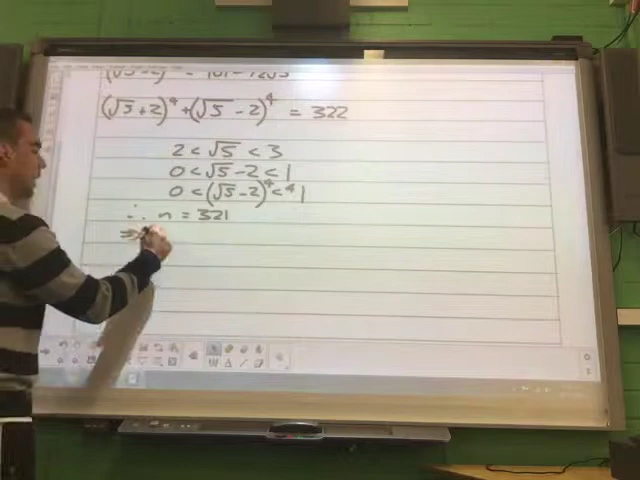 (√5 + 2)⁴ + (√5 - 2)⁴ = 322
2 < √5 < 3
0 < √5 - 2 < 1
0 < (√5 - 2)⁴ < 1
∴ n = 321